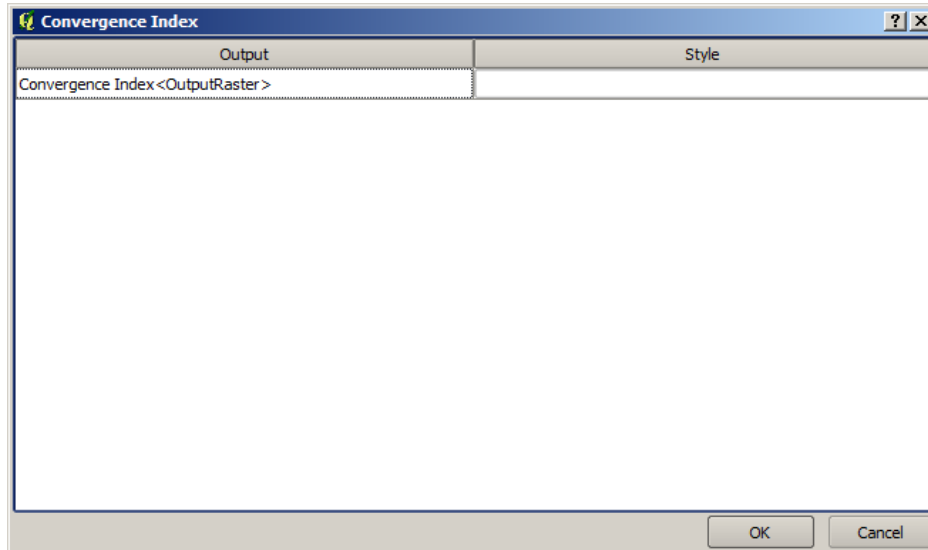 Convergence Index
Output Style
Convergence Index<OutputRaster>
OK Cancel